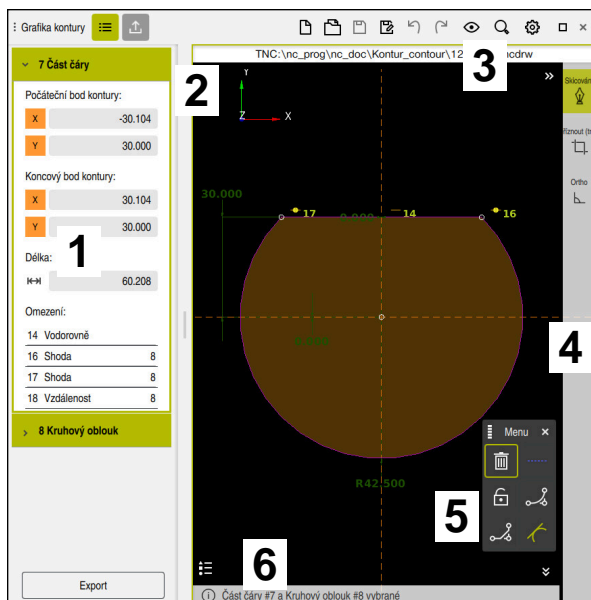 Grafika kontury
TNC:\nc_prog\nc_doc\Kontur_contour\12
cdrw
7 Část čáry
Počáteční bod kontury:
X -30.104
Y 30.000
Koncový bod kontury:
X 30.104
Y 30.000
Délka:
60.208
Omezení:
14 Vodorovně
16 Shoda 8
17 Shoda 8
18 Vzdálenost 8
8 Kruhový oblouk
Export
1
2
3
4
5
6
Y
Z X
30.000
17
0.000
14
16
0.000
R42.500
Skicován
Ortho
Menu
Část čáry #7 a Kruhový oblouk #8 vybrané